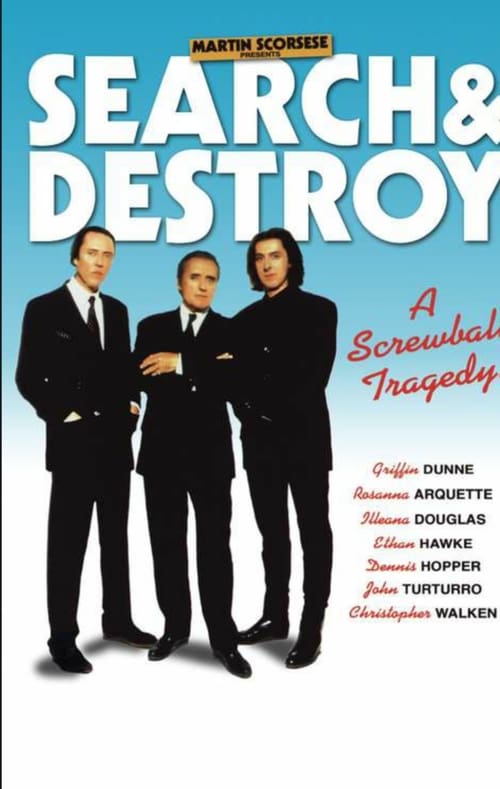 MARTIN SCORSESE
PRESENTS
SEARCH &
DESTROY
A
Screwball
Tragedy.
Griffin DUNNE
Rosanna ARQUETTE
Illeana DOUGLAS
Ethan HAWKE
Dennis HOPPER
John TURTURRO
Christopher WALKEN